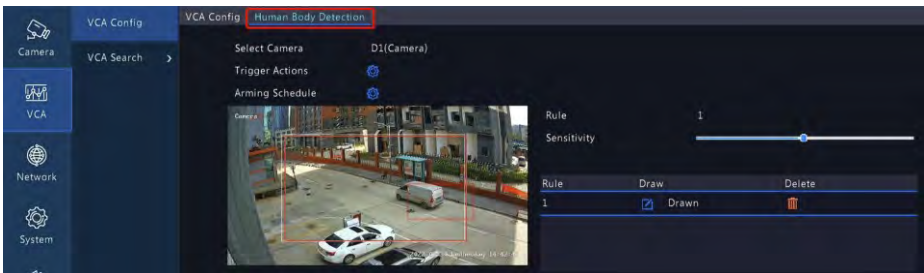 VCA Config Human Body Detection
Camera
VCA
Network
System
VCA Config
VCA Search
Select Camera D1(Camera)
Trigger Actions
Arming Schedule
Camera
Rule 1
Sensitivity
Rule Draw Delete
1 Drawn